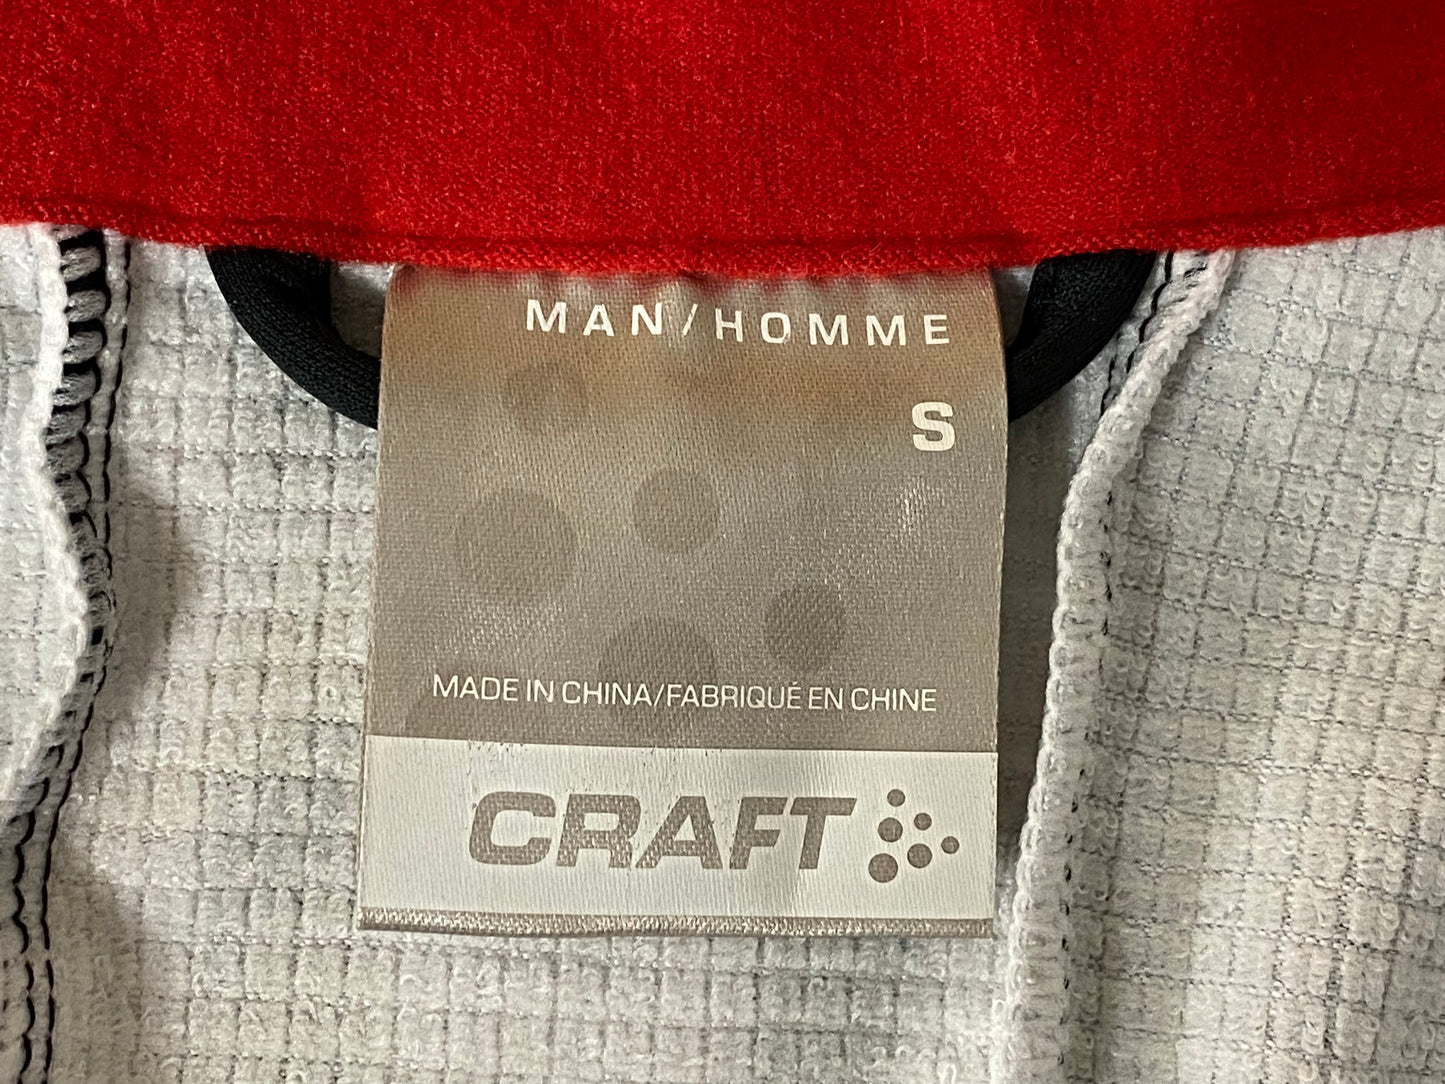 MAN/HOMME
S
MADE IN CHINA/FABRIQUÉ EN CHINE
CRAFT